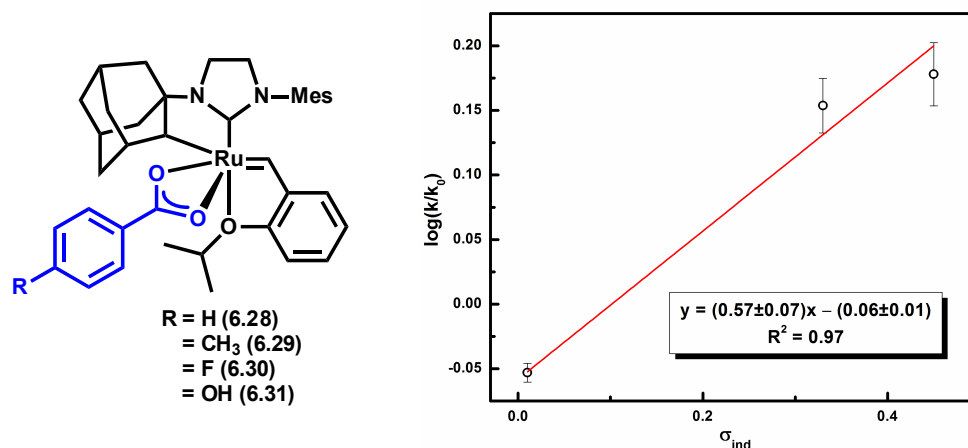 N
N
Mes
Ru
O
O
O
R
R = H (6.28)
= CH₃ (6.29)
= F (6.30)
= OH (6.31)
0.20
0.15
0.10
0.05
0.00
-0.05
log(k/k₀)
y = (0.57±0.07)x – (0.06±0.01)
R² = 0.97
0.0
0.2
0.4
σind